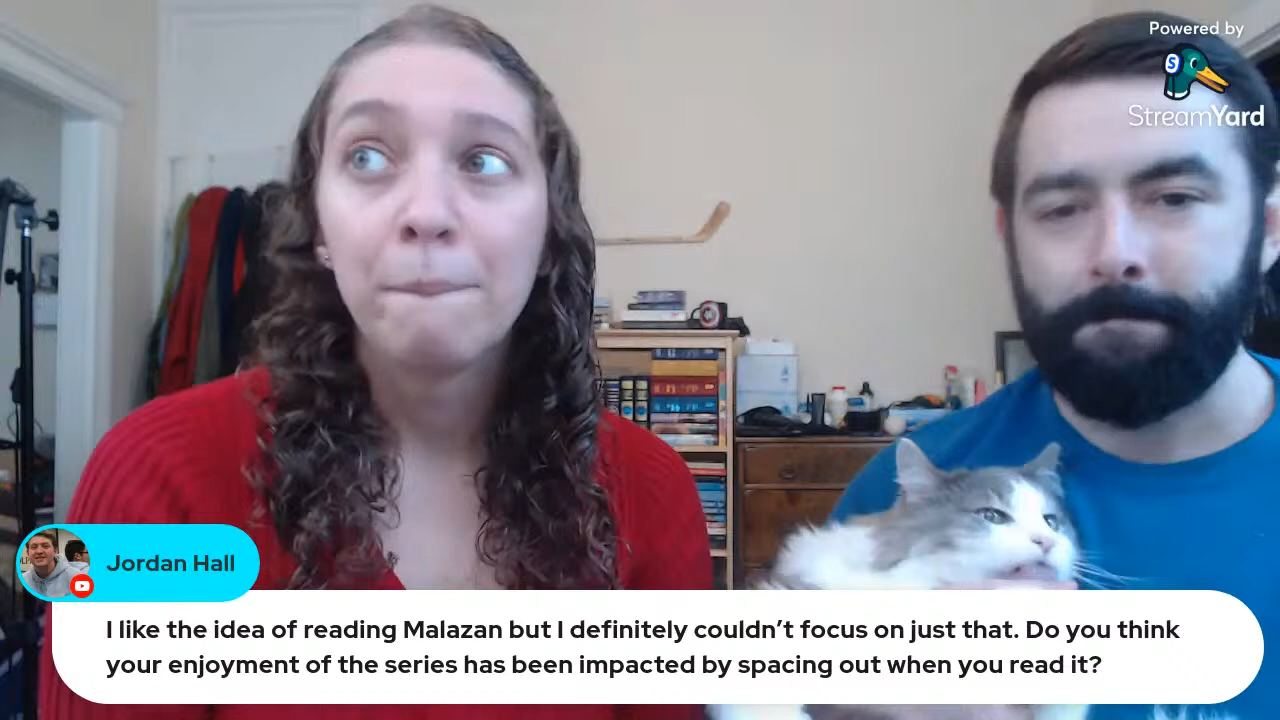 Powered by
S
StreamYard
Jordan Hall
I like the idea of reading Malazan but I definitely couldn’t focus on just that. Do you think
your enjoyment of the series has been impacted by spacing out when you read it?